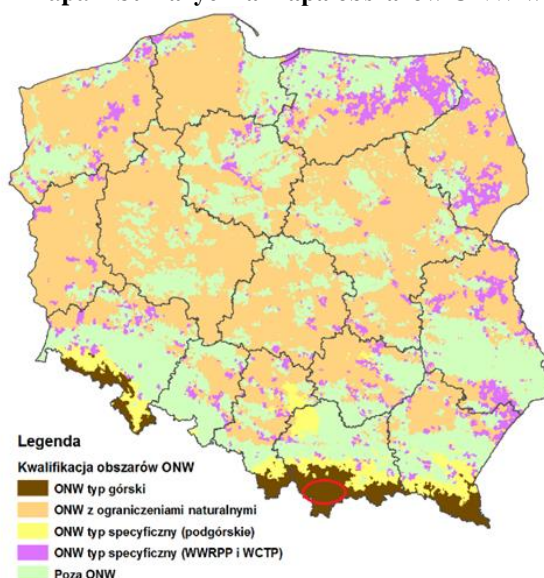 Legenda
Kwalifikacja obszarów ONW
ONW typ górski
ONW z ograniczeniami naturalnymi
ONW typ specyficzny (podgórskie)
ONW typ specyficzny (WWRPP i WCTP)
Poza ONW